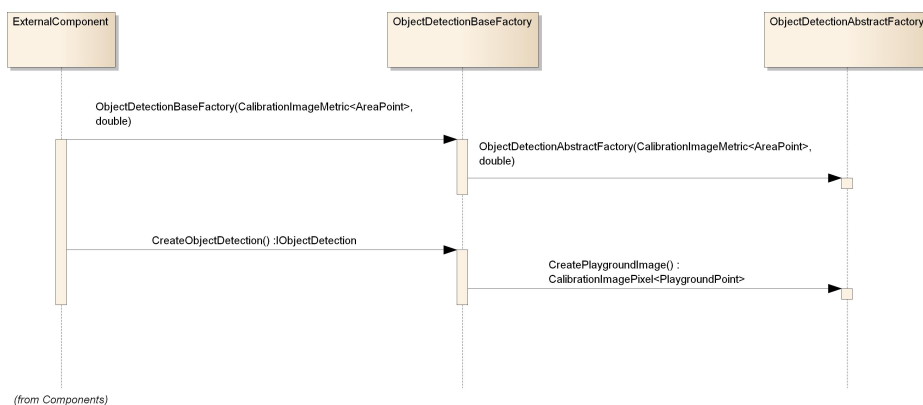 ExternalComponent
ObjectDetectionBaseFactory
ObjectDetectionAbstractFactory
ObjectDetectionBaseFactory(CalibrationImageMetric<AreaPoint>,
double)
ObjectDetectionAbstractFactory(CalibrationImageMetric<AreaPoint>,
double)
CreateObjectDetection() :IObjectDetection
CreatePlaygroundImage() :
CalibrationImagePixel<PlaygroundPoint>
(from Components)